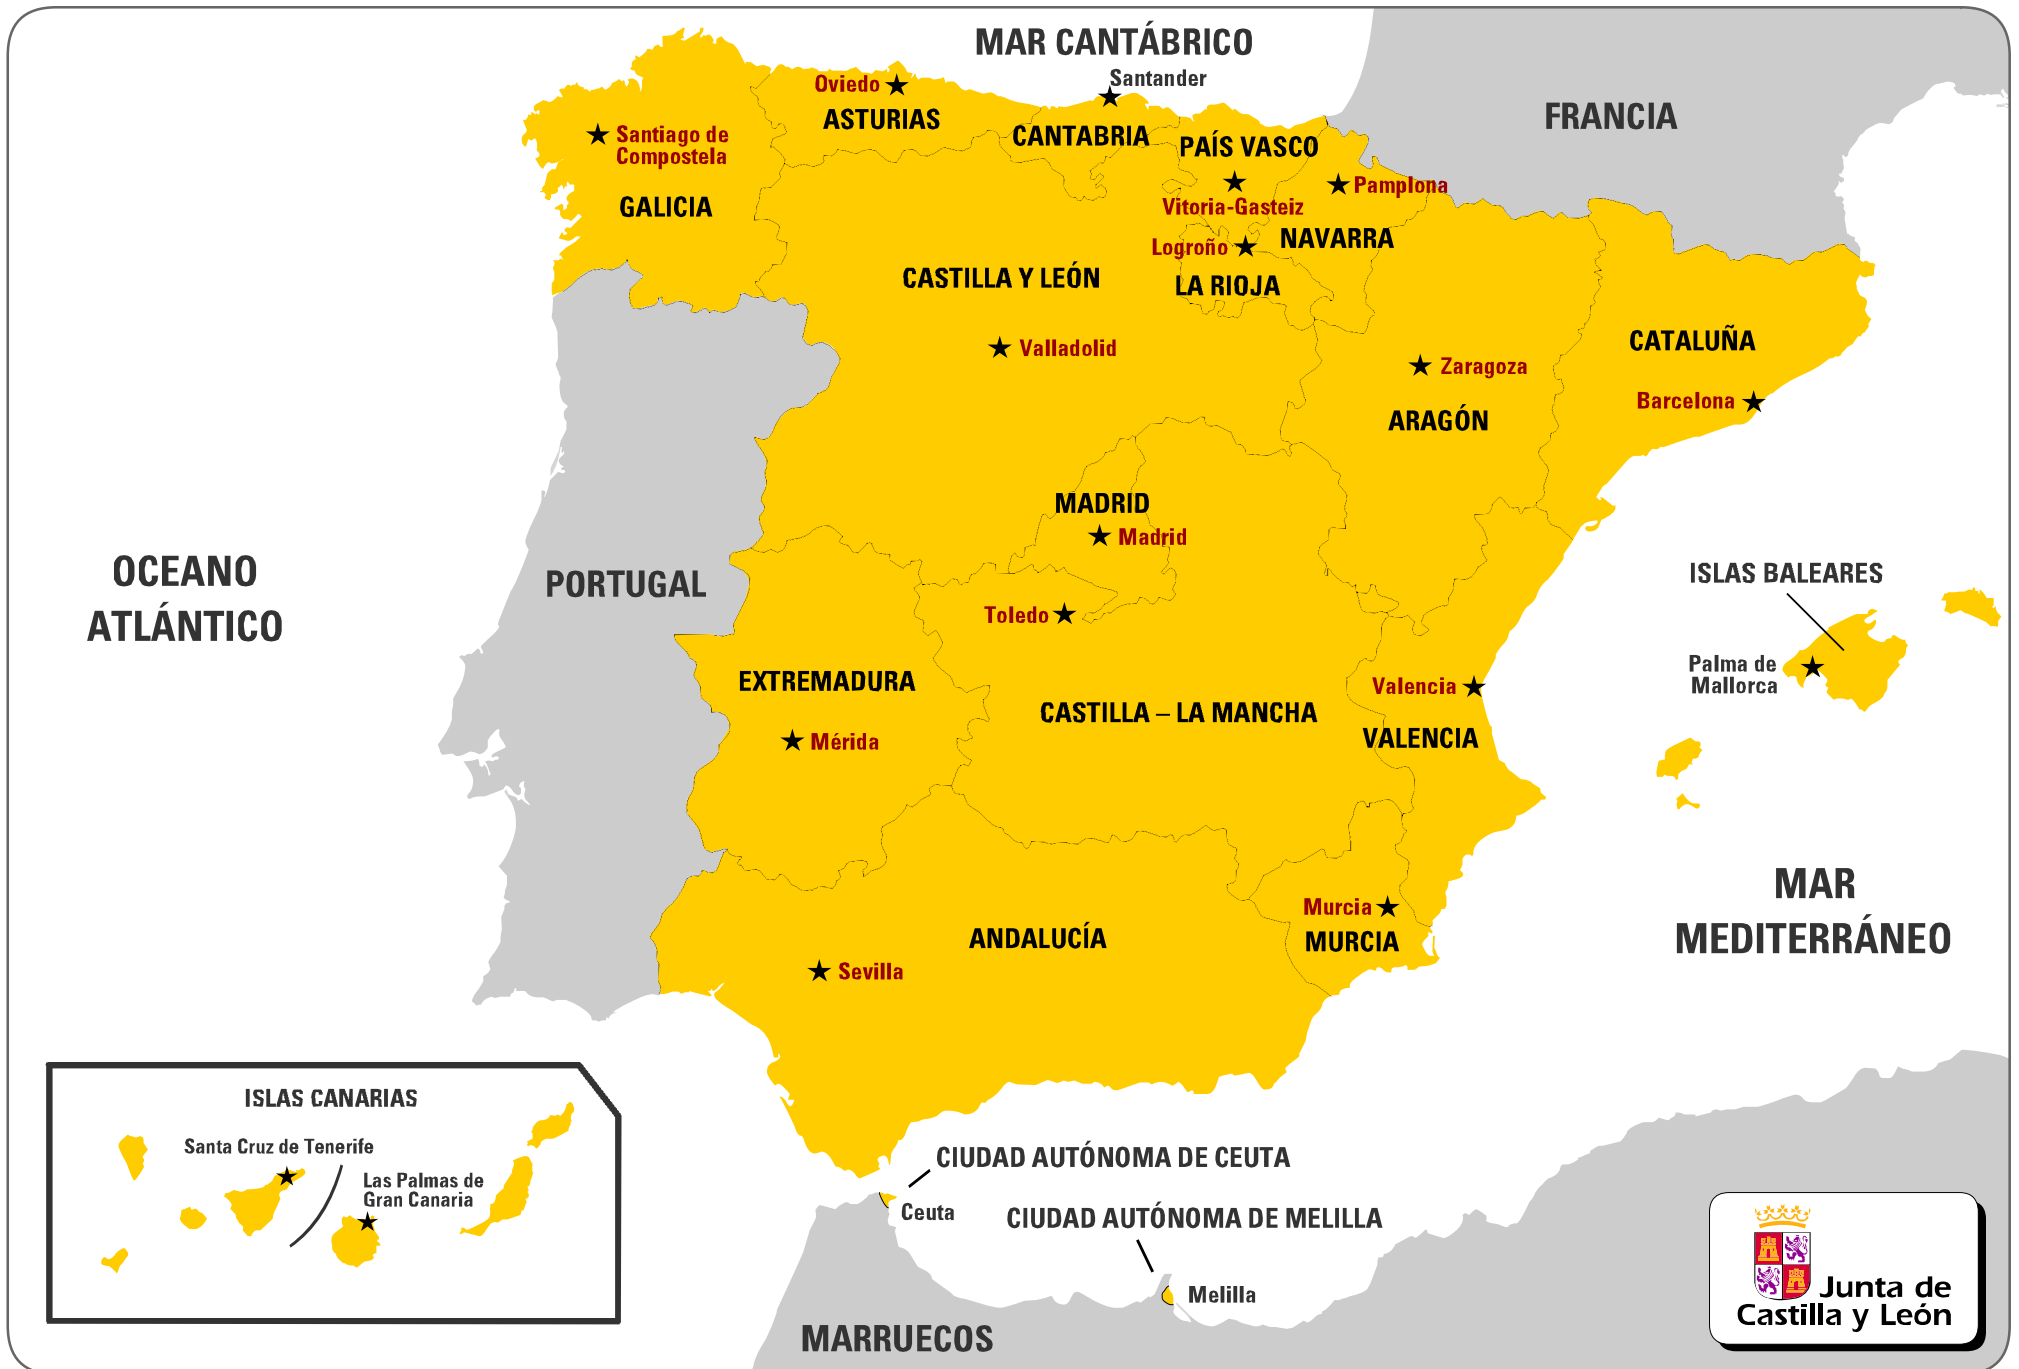 MAR CANTÁBRICO
Santander
Oviedo
ASTURIAS
CANTABRIA
FRANCIA
Santiago de
Compostela
PAÍS VASCO
Pamplona
GALICIA
Vitoria-Gasteiz
Logroño
NAVARRA
CASTILLA Y LEÓN
LA RIOJA
CATALUÑA
Valladolid
Zaragoza
Barcelona
ARAGÓN
MADRID
Madrid
OCEANO
ATLÁNTICO
PORTUGAL
ISLAS BALEARES
Toledo
Palma de
Mallorca
EXTREMADURA
Valencia
CASTILLA – LA MANCHA
VALENCIA
Mérida
MAR
MEDITERRÁNEO
Murcia
MURCIA
ANDALUCÍA
Sevilla
ISLAS CANARIAS
Santa Cruz de Tenerife
Las Palmas de
Gran Canaria
CIUDAD AUTÓNOMA DE CEUTA
Ceuta
CIUDAD AUTÓNOMA DE MELILLA
Melilla
MARRUECOS
Junta de
Castilla y León